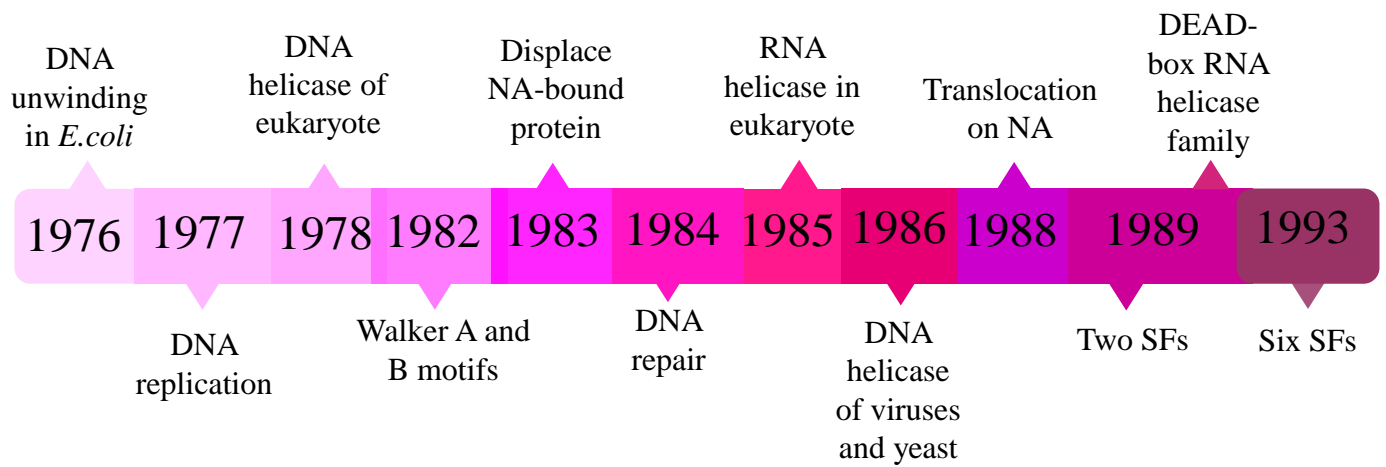 DNA
unwinding
in E.coli
DNA
helicase of
eukaryote
Displace
NA-bound
protein
RNA
helicase in
eukaryote
Translocation
on NA
DEAD-
box RNA
helicase
family
1976 1977 1978 1982 1983 1984 1985 1986 1988 1989 1993
DNA
replication
Walker A and
B motifs
DNA
repair
DNA
helicase
of viruses
and yeast
Two SFs
Six SFs